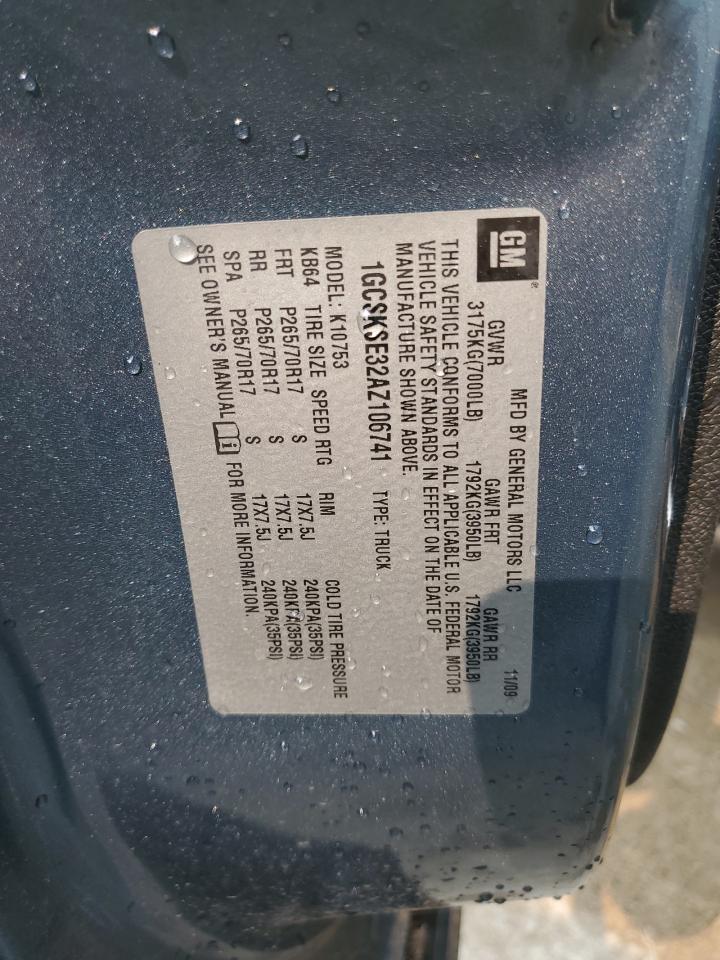 GM®
MFD BY GENERAL MOTORS LLC 11/09
GVWR GAWR FRT GAWR RR
3175KG(7000LB) 1792KG(3950LB) 1792KG(3950LB)
THIS VEHICLE CONFORMS TO ALL APPLICABLE U.S. FEDERAL MOTOR
VEHICLE SAFETY STANDARDS IN EFFECT ON THE DATE OF
MANUFACTURE SHOWN ABOVE.
1GCSKSE32AZ106741 TYPE: TRUCK
MODEL: K10753
KB64 TIRE SIZE SPEED RTG RIM COLD TIRE PRESSURE
FRT P265/70R17 S 17X7.5J 240KPA(35PSI)
RR P265/70R17 S 17X7.5J 240KPA(35PSI)
SPA P265/70R17 S 17X7.5J 240KPA(35PSI)
SEE OWNER'S MANUAL i FOR MORE INFORMATION.